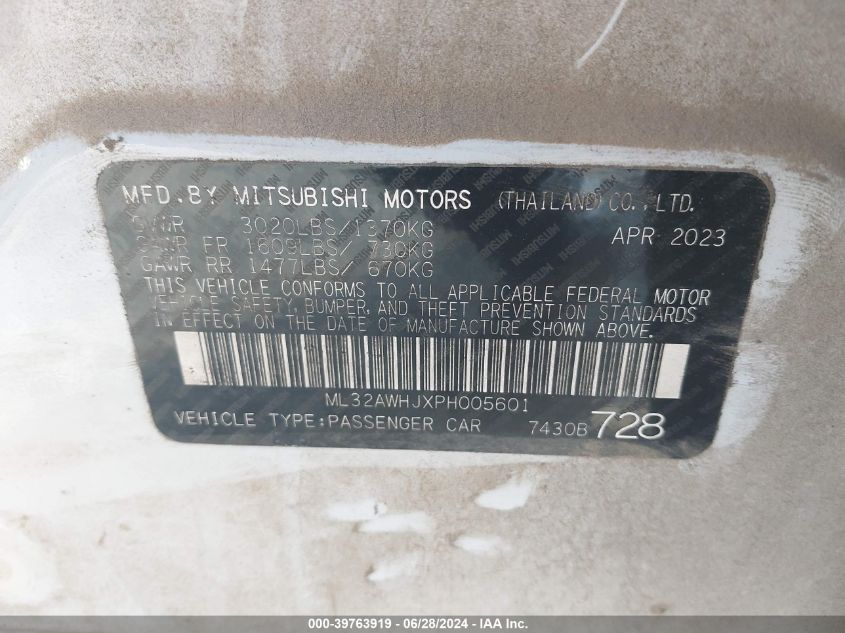 MFD.BY MITSUBISHI MOTORS (THAILAND)CO.,LTD.
GVWR 3020LBS/1370KG APR 2023
GAWR FR 1609LBS/ 730KG
GAWR RR 1477LBS/ 670KG
THIS VEHICLE CONFORMS TO ALL APPLICABLE FEDERAL MOTOR
VEHICLE SAFETY, BUMPER, AND THEFT PREVENTION STANDARDS
IN EFFECT ON THE DATE OF MANUFACTURE SHOWN ABOVE.
ML32AWHJXPH005601
VEHICLE TYPE:PASSENGER CAR 7430B 728
000-39763919 - 06/28/2024 - IAA, Inc.